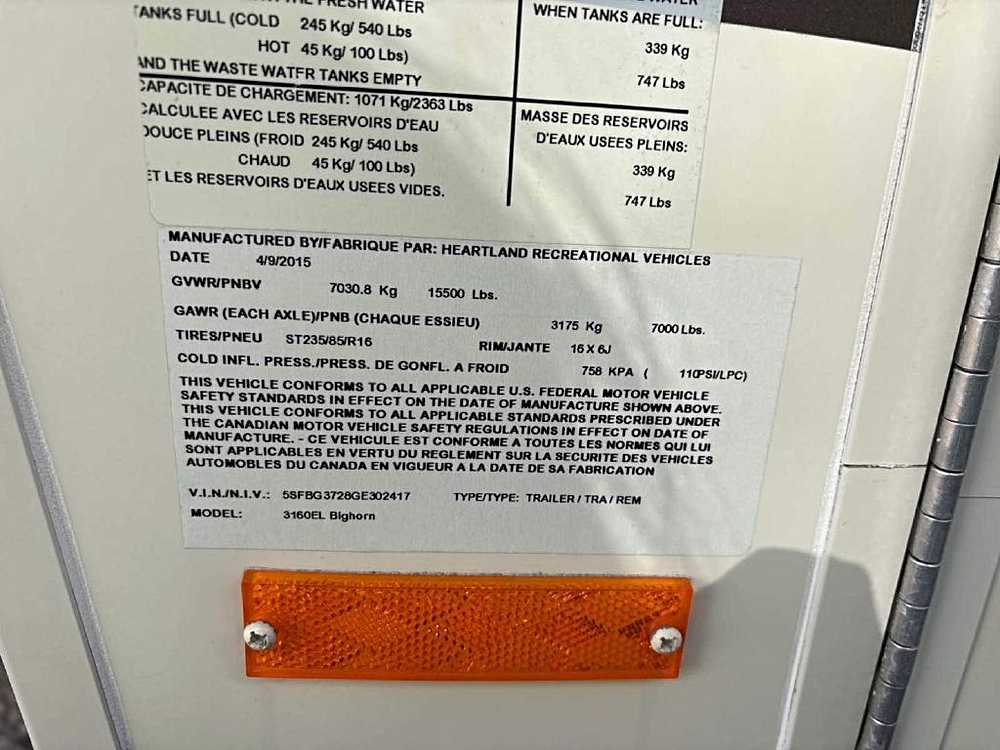 THE FRESH WATER
TANKS FULL (COLD 245 Kg/ 540 Lbs
HOT 45 Kg/ 100 Lbs)
AND THE WASTE WATER TANKS EMPTY
WATER
WHEN TANKS ARE FULL:
339 Kg
747 Lbs
CAPACITE DE CHARGEMENT: 1071 Kg/2363 Lbs
CALCULEE AVEC LES RESERVOIRS D'EAU
DOUCE PLEINS (FROID 245 Kg/ 540 Lbs
CHAUD 45 Kg/ 100 Lbs)
ET LES RESERVOIRS D'EAUX USEES VIDES.
MASSE DES RESERVOIRS
D'EAUX USEES PLEINS:
339 Kg
747 Lbs
MANUFACTURED BY/FABRIQUE PAR: HEARTLAND RECREATIONAL VEHICLES
DATE 4/9/2015
GVWR/PNBV 7030.8 Kg 15500 Lbs.
GAWR (EACH AXLE)/PNB (CHAQUE ESSIEU) 3175 Kg 7000 Lbs.
TIRES/PNEU ST235/85/R16 RIM/JANTE 16 X 6J
COLD INFL. PRESS./PRESS. DE GONFL. A FROID 758 KPA ( 110PSI/LPC)
THIS VEHICLE CONFORMS TO ALL APPLICABLE U.S. FEDERAL MOTOR VEHICLE
SAFETY STANDARDS IN EFFECT ON THE DATE OF MANUFACTURE SHOWN ABOVE.
THIS VEHICLE CONFORMS TO ALL APPLICABLE STANDARDS PRESCRIBED UNDER
THE CANADIAN MOTOR VEHICLE SAFETY REGULATIONS IN EFFECT ON DATE OF
MANUFACTURE. - CE VEHICULE EST CONFORME A TOUTES LES NORMES QUI LUI
SONT APPLICABLES EN VERTU DU REGLEMENT SUR LA SECURITE DES VEHICLES
AUTOMOBILES DU CANADA EN VIGUEUR A LA DATE DE SA FABRICATION
V.I.N./N.I.V.: 5SFBG3728GE302417 TYPE/TYPE: TRAILER / TRA / REM
MODEL: 3160EL Bighorn